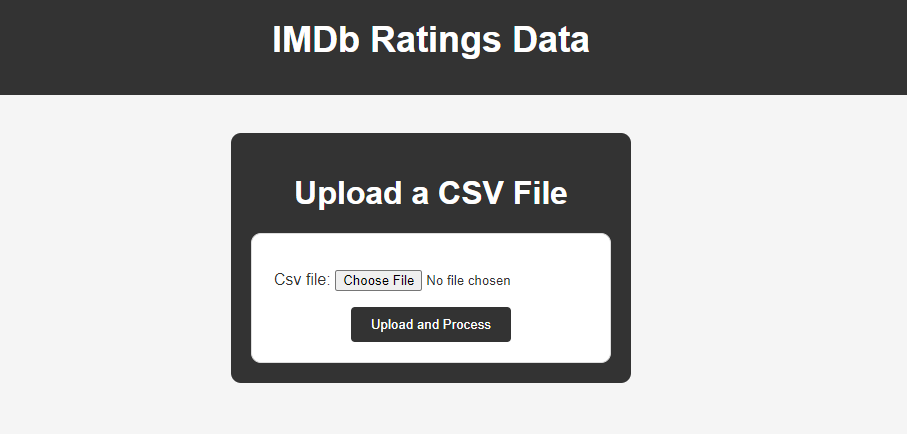 IMDb Ratings Data
Upload a CSV File
Csv file: Choose File No file chosen
Upload and Process